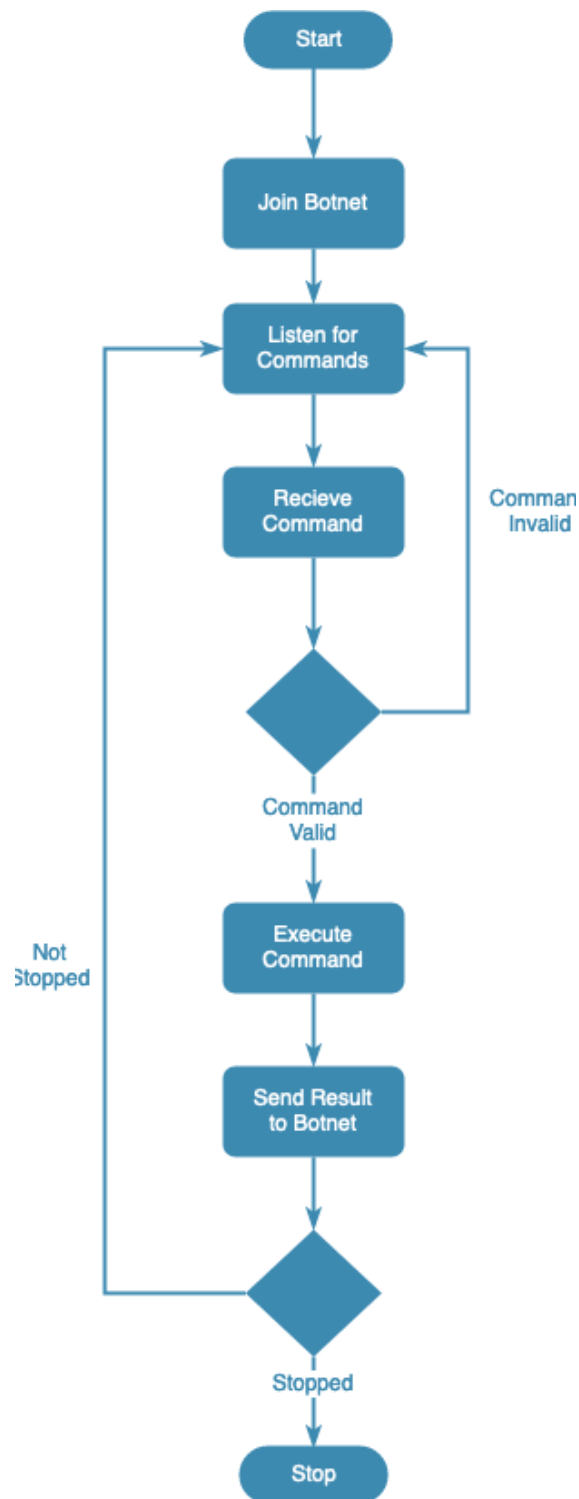 Start
Join Botnet
Listen for
Commands
Recieve
Command
Comman
Invalid
Command
Valid
Execute
Command
Not
Stopped
Send Result
to Botnet
Stopped
Stop